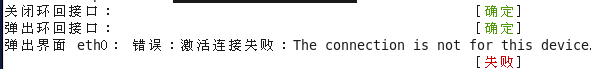 关闭环回接口： [确定]
弹出环回接口： [确定]
弹出界面 eth0： 错误：激活连接失败：The connection is not for this device.
[失败]